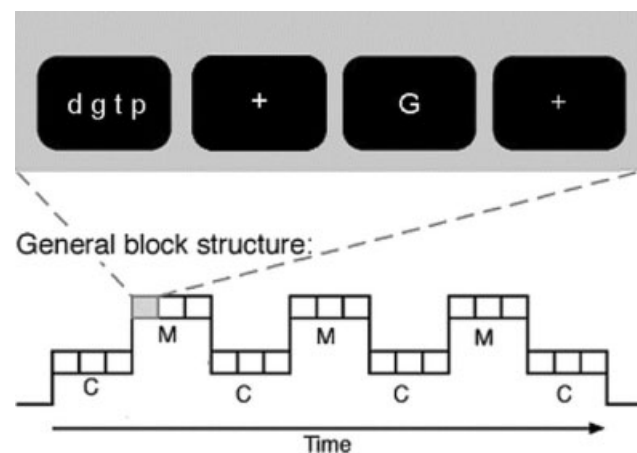 d g t p + G +
General block structure:
M M M
C C C C
Time